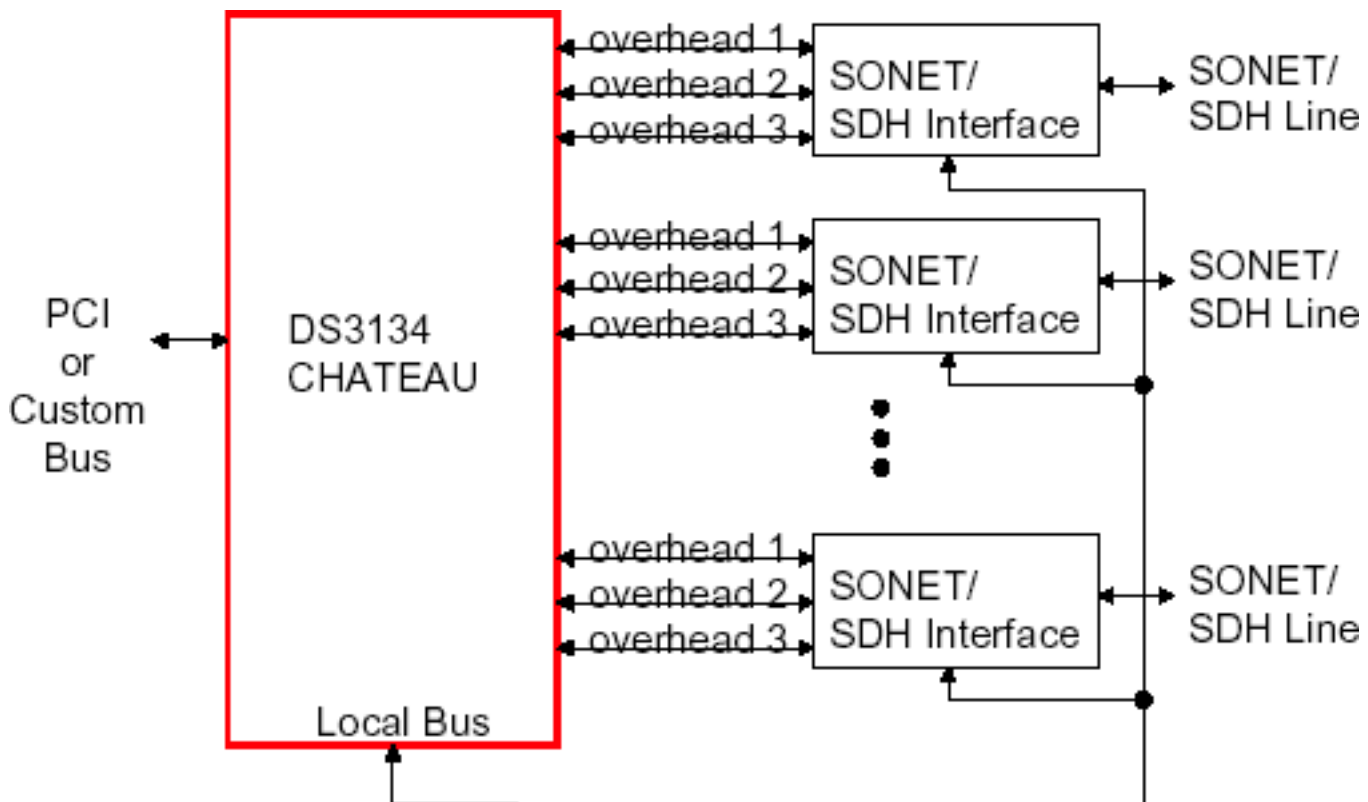 overhead 1
overhead 2
overhead 3
SONET/
SDH Interface
SONET/
SDH Line
overhead 1
overhead 2
overhead 3
SONET/
SDH Interface
SONET/
SDH Line
PCI
or
Custom
Bus
DS3134
CHATEAU
overhead 1
overhead 2
overhead 3
SONET/
SDH Interface
SONET/
SDH Line
Local Bus